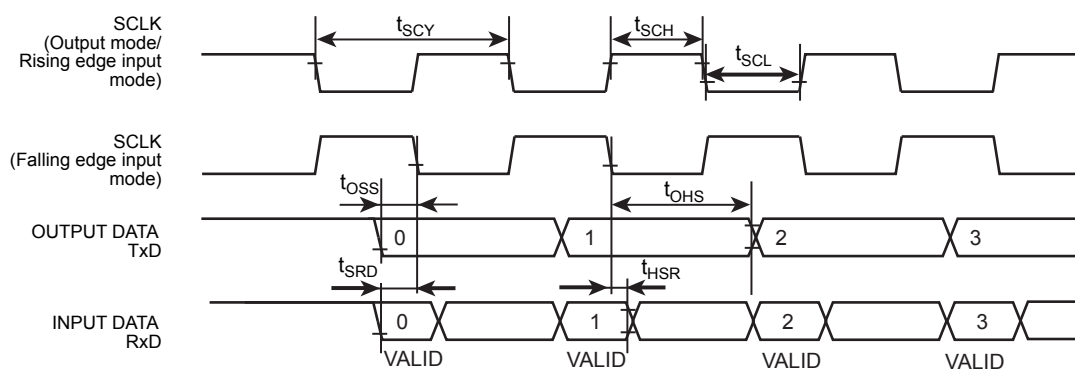 SCLK
(Output mode/
Rising edge input
mode)
tSCY
tSCH
tSCL
SCLK
(Falling edge input
mode)
tOSS
tOHS
OUTPUT DATA
TxD
0
1
2
3
tSRD
tHSR
INPUT DATA
RxD
0
1
2
3
VALID
VALID
VALID
VALID